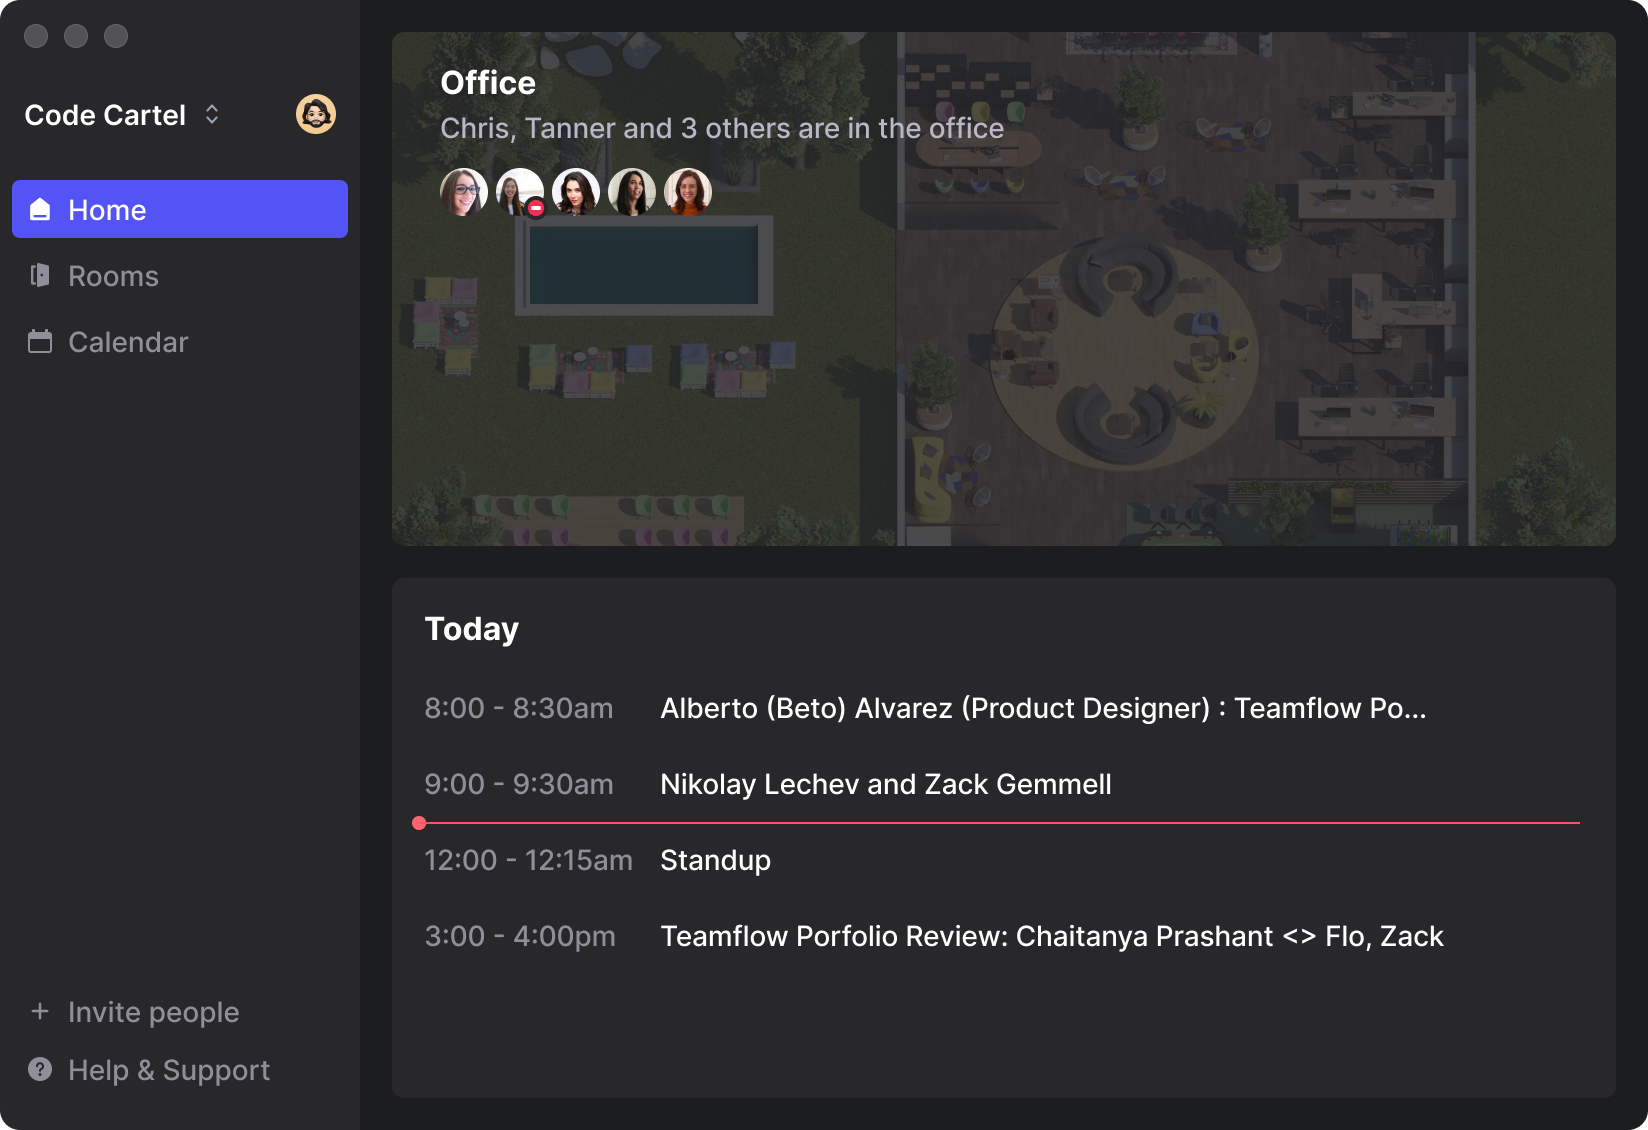 Code Cartel
Home
Rooms
Calendar
Invite people
Help & Support
Office
Chris, Tanner and 3 others are in the office
Today
8:00 - 8:30am Alberto (Beto) Alvarez (Product Designer) : Teamflow Po...
9:00 - 9:30am Nikolay Lechev and Zack Gemmell
12:00 - 12:15am Standup
3:00 - 4:00pm Teamflow Porfolio Review: Chaitanya Prashant <> Flo, Zack